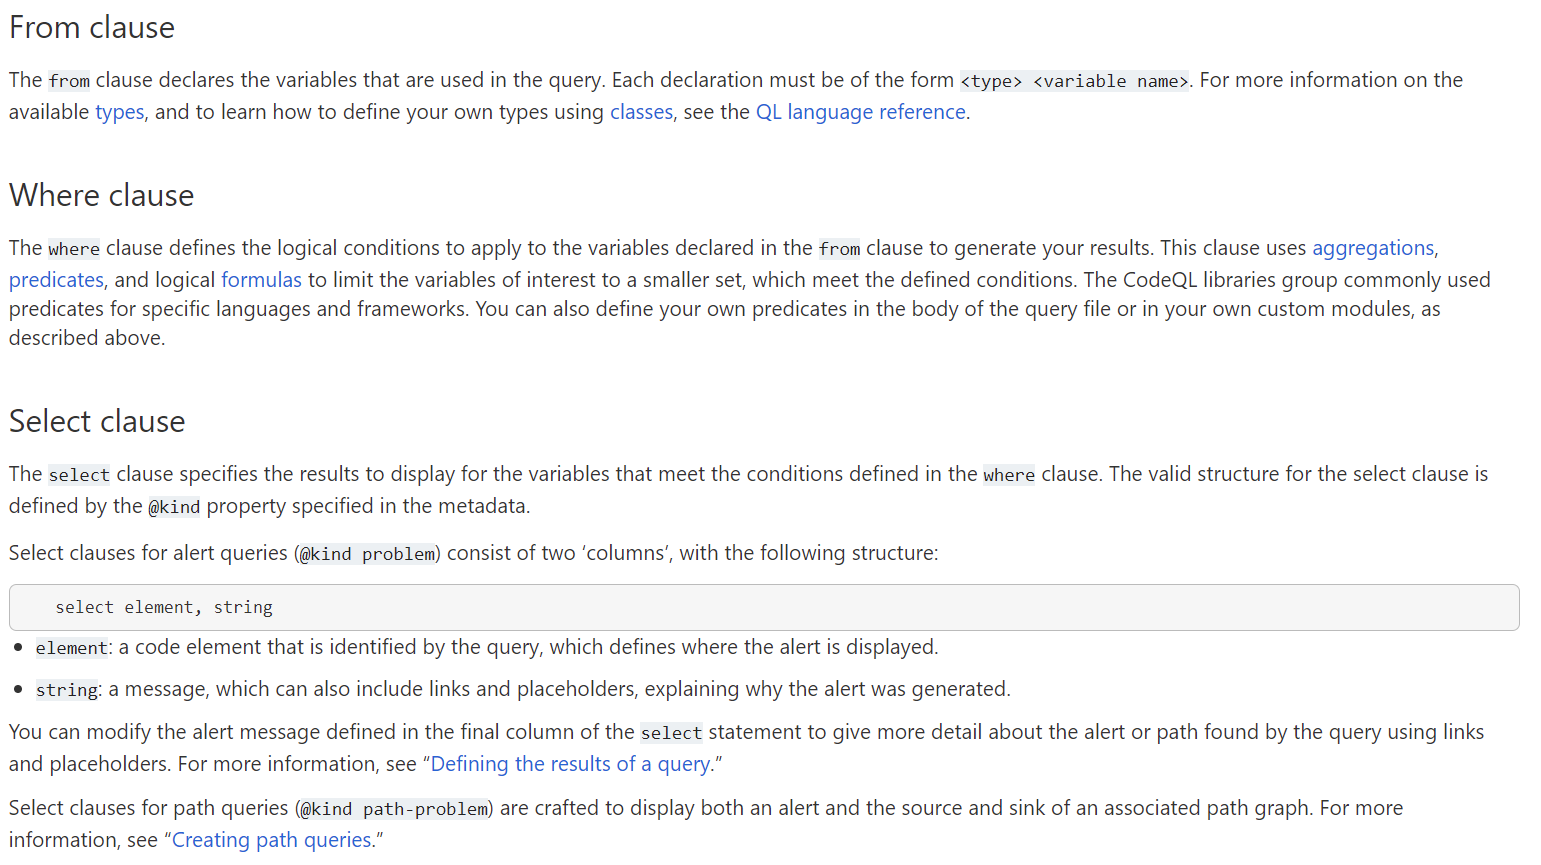 From clause
The from clause declares the variables that are used in the query. Each declaration must be of the form <type> <variable name>. For more information on the
available types, and to learn how to define your own types using classes, see the QL language reference.
Where clause
The where clause defines the logical conditions to apply to the variables declared in the from clause to generate your results. This clause uses aggregations,
predicates, and logical formulas to limit the variables of interest to a smaller set, which meet the defined conditions. The CodeQL libraries group commonly used
predicates for specific languages and frameworks. You can also define your own predicates in the body of the query file or in your own custom modules, as
described above.
Select clause
The select clause specifies the results to display for the variables that meet the conditions defined in the where clause. The valid structure for the select clause is
defined by the @kind property specified in the metadata.
Select clauses for alert queries (@kind problem) consist of two ‘columns’, with the following structure:
select element, string
• element: a code element that is identified by the query, which defines where the alert is displayed.
• string: a message, which can also include links and placeholders, explaining why the alert was generated.
You can modify the alert message defined in the final column of the select statement to give more detail about the alert or path found by the query using links
and placeholders. For more information, see “Defining the results of a query.”
Select clauses for path queries (@kind path-problem) are crafted to display both an alert and the source and sink of an associated path graph. For more
information, see “Creating path queries.”